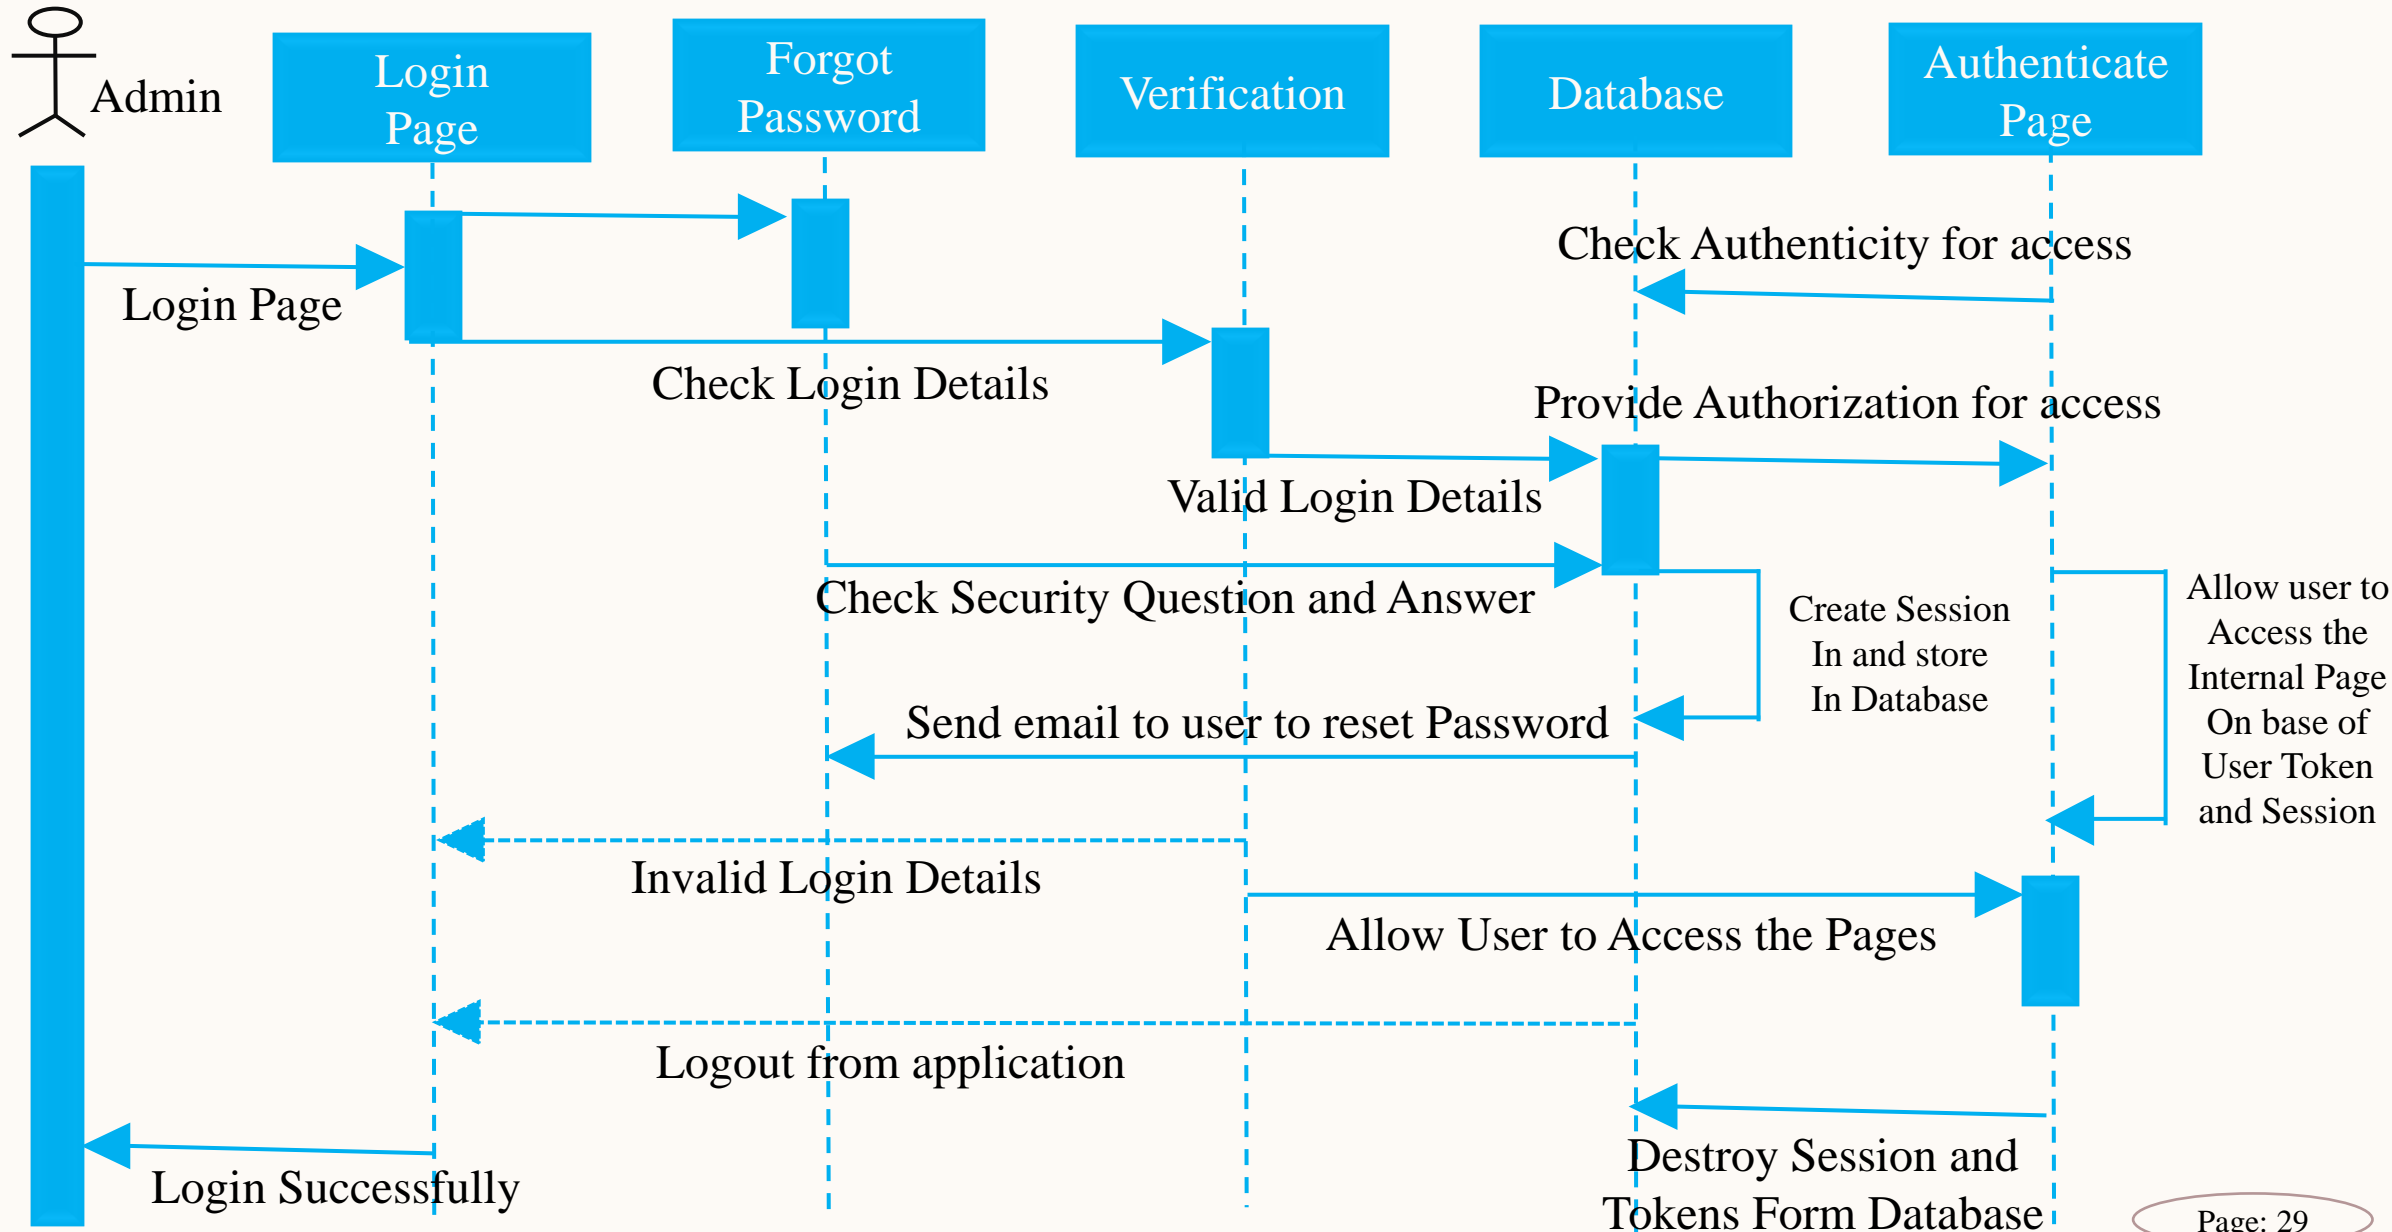 Admin
Login
Page
Forgot
Password
Verification
Database
Authenticate
Page
Check Authenticity for access
Login Page
Check Login Details
Provide Authorization for access
Valid Login Details
Check Security Question and Answer
Create Session
In and store
In Database
Allow user to
Access the
Internal Page
On base of
User Token
and Session
Send email to user to reset Password
Invalid Login Details
Allow User to Access the Pages
Logout from application
Login Successfully
Destroy Session and
Tokens Form Database
Page: 29